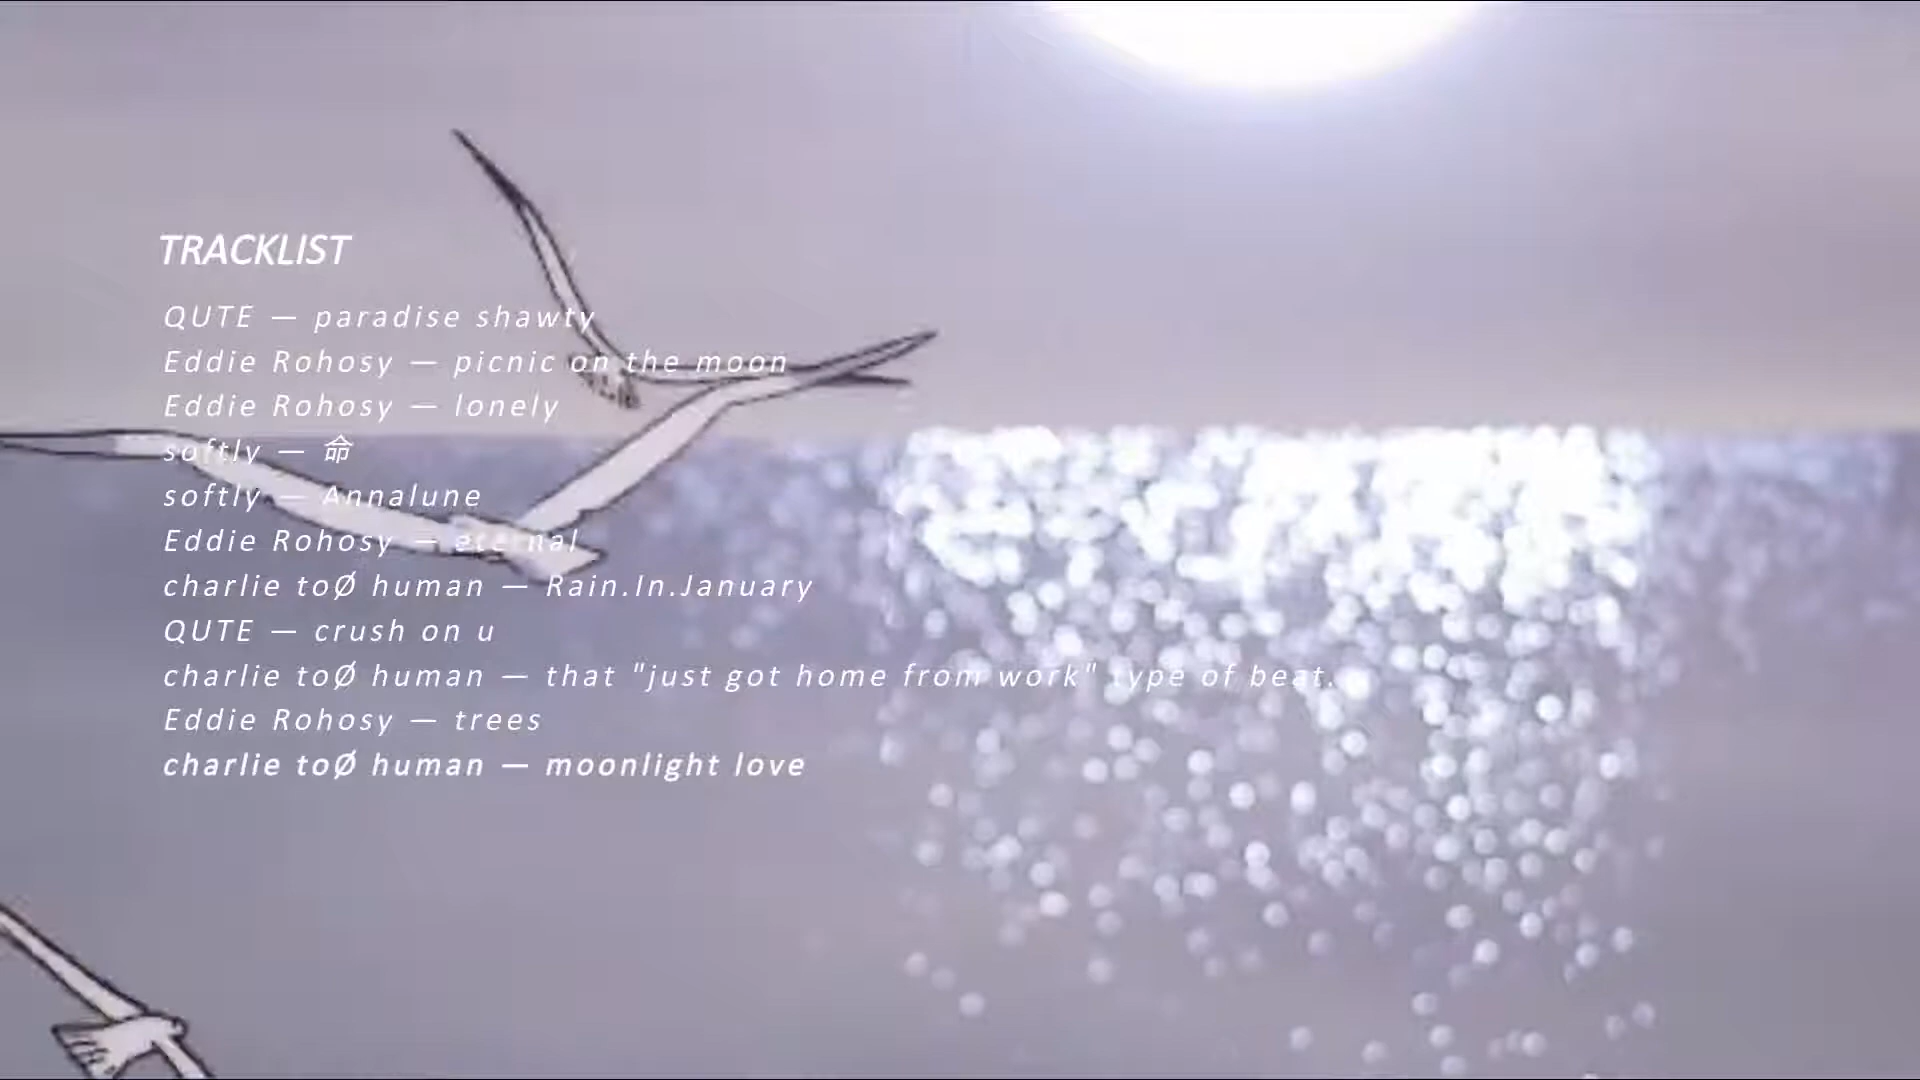 TRACKLIST
QUTE — paradise shawty
Eddie Rohosy — picnic on the moon
Eddie Rohosy — lonely
softly — 命
softly — Annalune
Eddie Rohosy — eternal
charlie toØ human — Rain.In.January
QUTE — crush on u
charlie toØ human — that "just got home from work" type of beat.
Eddie Rohosy — trees
charlie toØ human — moonlight love